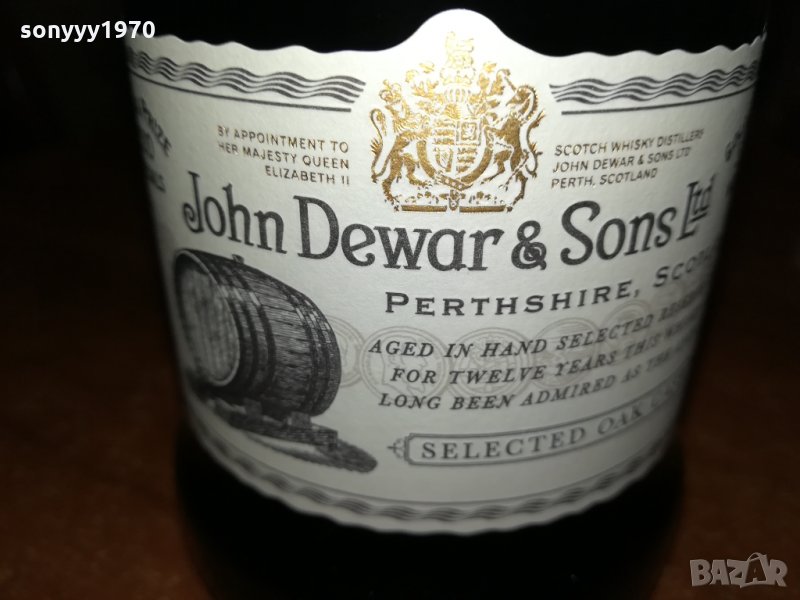 sonyyy1970
BY APPOINTMENT TO
HER MAJESTY QUEEN
ELIZABETH II
SCOTCH WHISKY DISTILLERS
JOHN DEWAR & SONS LTD
PERTH, SCOTLAND
John Dewar & Sons Ltd
PERTHSHIRE,
AGED IN HAND SELECTED
FOR TWELVE YEARS THIS
LONG BEEN ADMIRED AS THE
SELECTED OAK
BAZAR